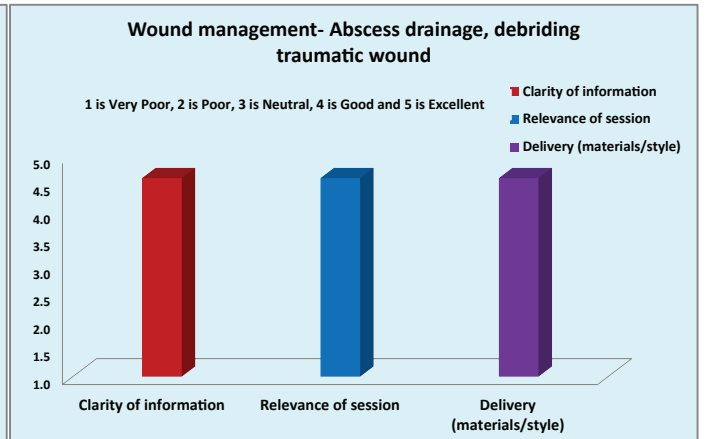 Wound management- Abscess drainage, debriding
traumatic wound
1 is Very Poor, 2 is Poor, 3 is Neutral, 4 is Good and 5 is Excellent
Clarity of information
Relevance of session
Delivery (materials/style)
5.0
4.5
4.0
3.5
3.0
2.5
2.0
1.5
1.0
Clarity of information
Relevance of session
Delivery
(materials/style)